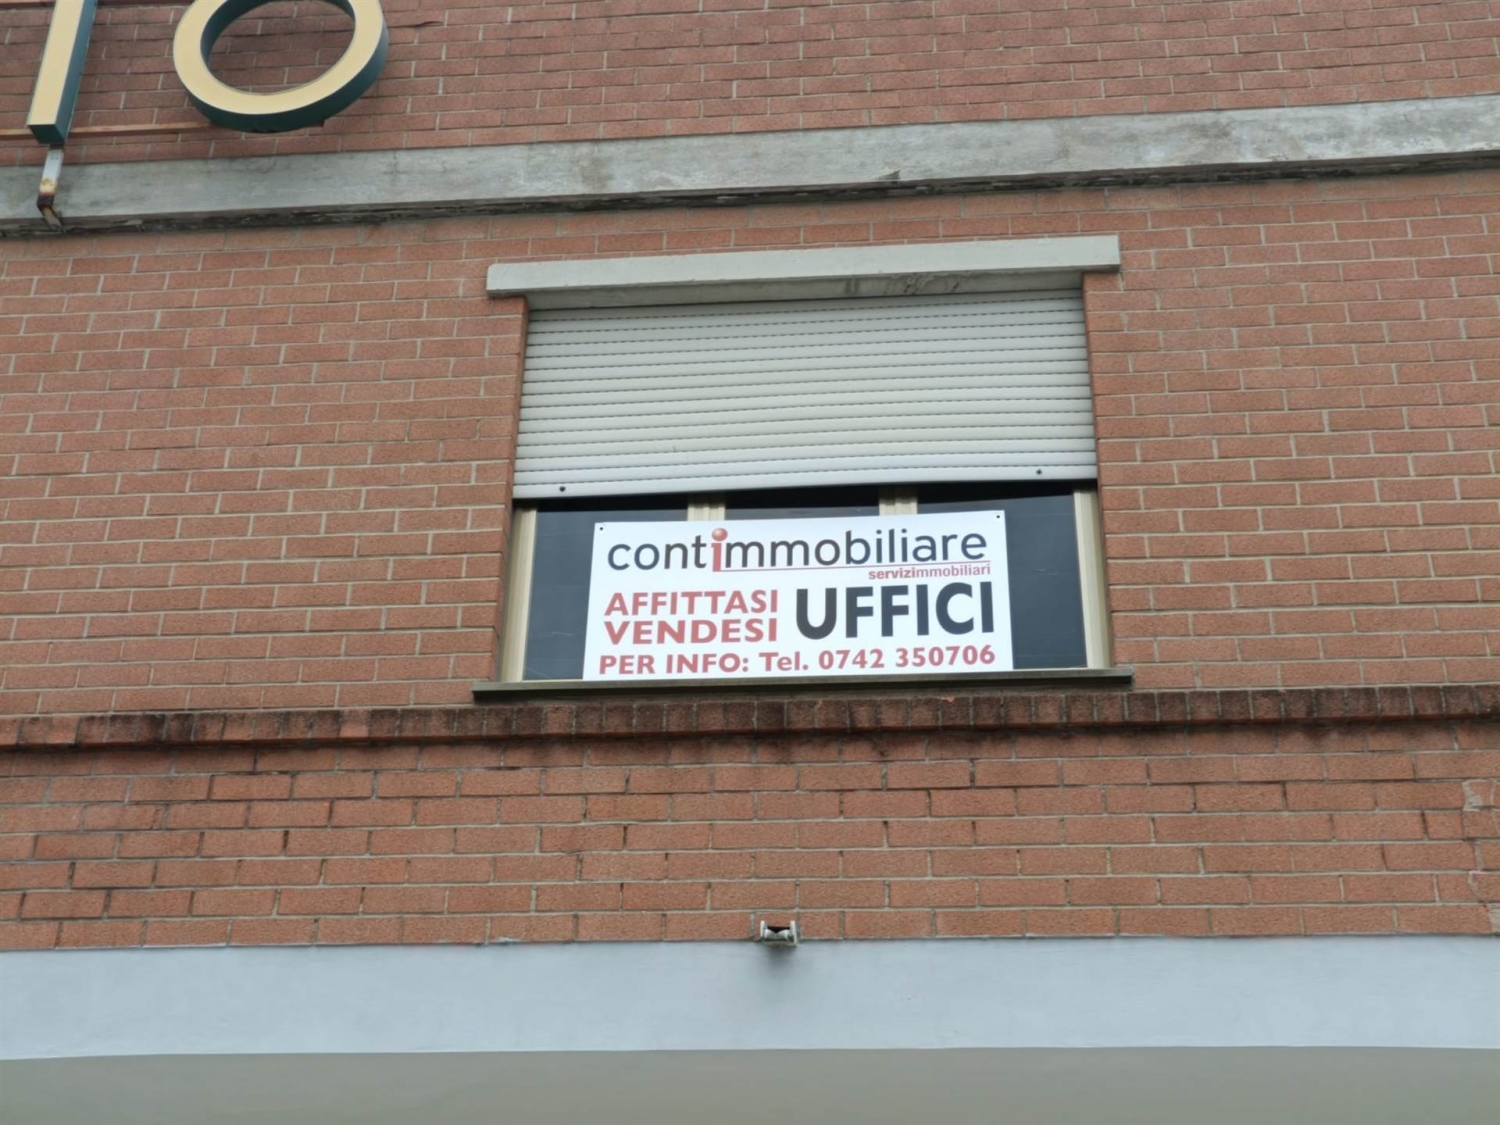 contimmobiliare
servizimmobiliari
AFFITTASI
VENDESI
UFFICI
PER INFO: Tel. 0742 350706